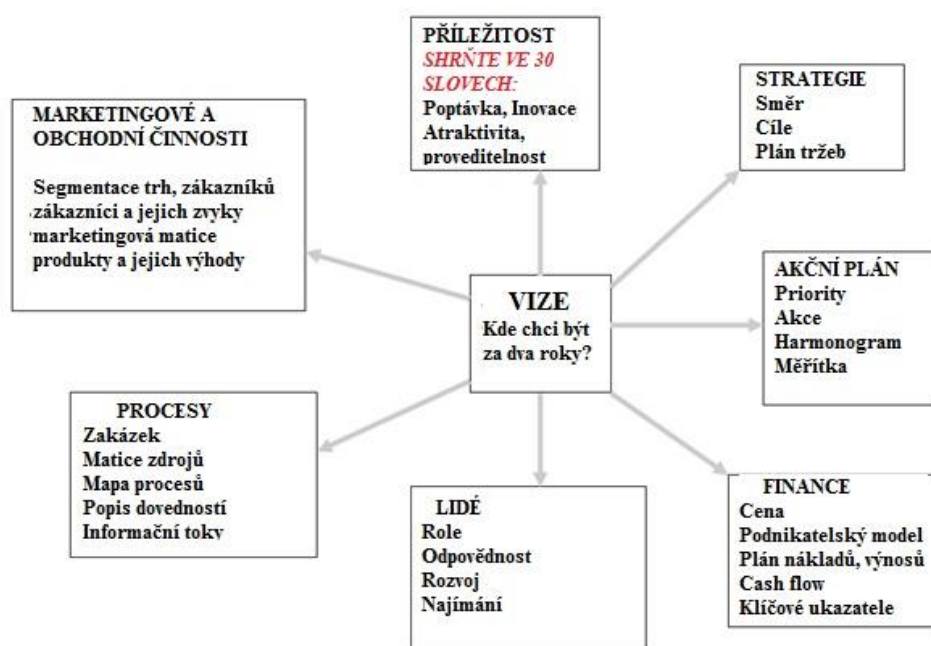 PŘÍLEŽITOST
SHRŇTE VE 30
SLOVECH:
Poptávka, Inovace
Atraktivita,
proveditelnost
STRATEGIE
Směr
Cíle
Plán tržeb
MARKETINGOVÉ A
OBCHODNÍ ČINNOSTI
Segmentace trh, zákazníků
zákazníci a jejich zvyky
marketingová matice
produkty a jejich výhody
VIZE
Kde chci být
za dva roky?
AKČNÍ PLÁN
Priority
Akce
Harmonogram
Měřítka
PROCESY
Zakázek
Matice zdrojů
Mapa procesů
Popis dovedností
Informační toky
LIDÉ
Role
Odpovědnost
Rozvoj
Najímání
FINANCE
Cena
Podnikatelský model
Plán nákladů, výnosů
Cash flow
Klíčové ukazatele